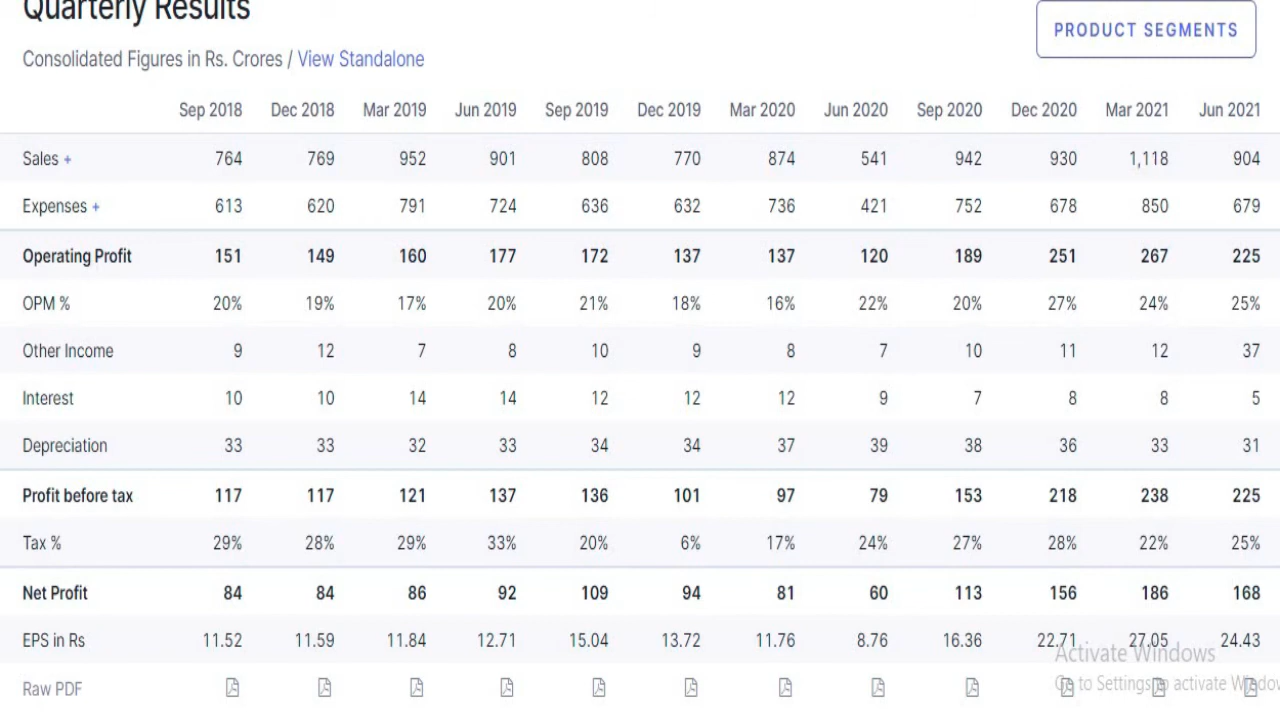 Quarterly Results
PRODUCT SEGMENTS
Consolidated Figures in Rs. Crores / View Standalone
Sep 2018 Dec 2018 Mar 2019 Jun 2019 Sep 2019 Dec 2019 Mar 2020 Jun 2020 Sep 2020 Dec 2020 Mar 2021 Jun 2021
Sales + 764 769 952 901 808 770 874 541 942 930 1,118 904
Expenses + 613 620 791 724 636 632 736 421 752 678 850 679
Operating Profit 151 149 160 177 172 137 137 120 189 251 267 225
OPM % 20% 19% 17% 20% 21% 18% 16% 22% 20% 27% 24% 25%
Other Income 9 12 7 8 10 9 8 7 10 11 12 37
Interest 10 10 14 14 12 12 12 9 7 8 8 5
Depreciation 33 33 32 33 34 34 37 39 38 36 33 31
Profit before tax 117 117 121 137 136 101 97 79 153 218 238 225
Tax % 29% 28% 29% 33% 20% 6% 17% 24% 27% 28% 22% 25%
Net Profit 84 84 86 92 109 94 81 60 113 156 186 168
EPS in Rs 11.52 11.59 11.84 12.71 15.04 13.72 11.76 8.76 16.36 22.71 27.05 24.43
Activate Windows
Raw PDF
Go to Settings to activate Windows